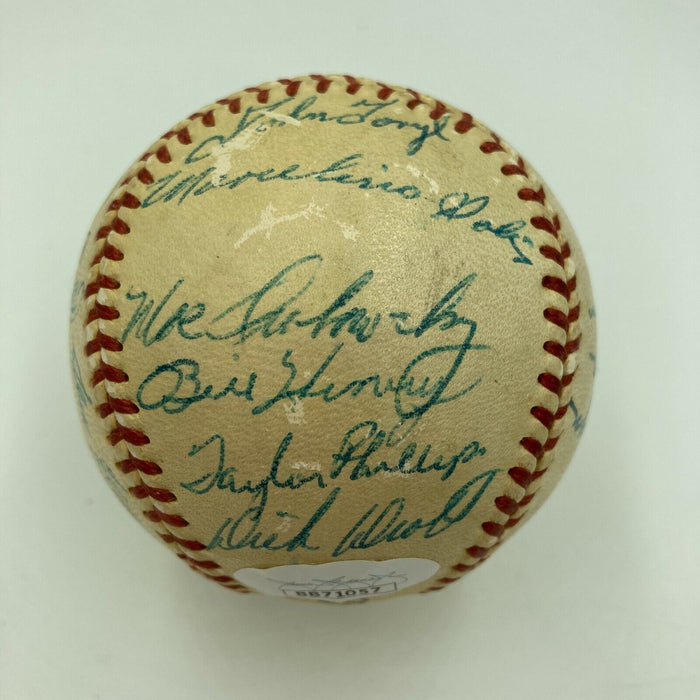 John Goryl
Marcelino Solis
Moe Drabowsky
Bill Henry
Taylor Phillips
Dick Drott
BB71057